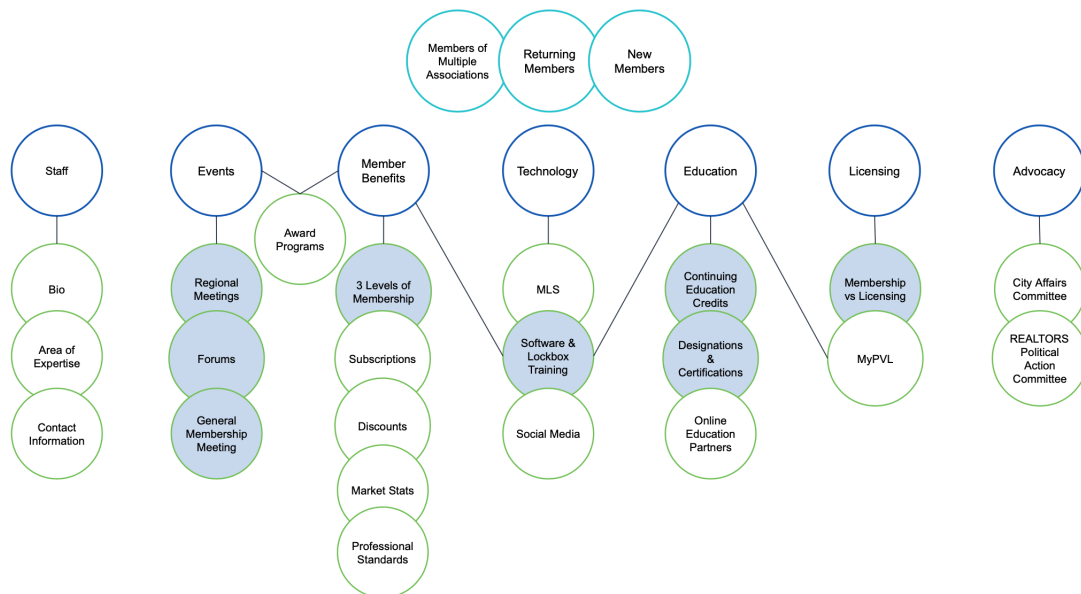 Members of
Multiple
Associations
Returning
Members
New
Members
Staff
Events
Member
Benefits
Technology
Education
Licensing
Advocacy
Award
Programs
Bio
Area of
Expertise
Contact
Information
Regional
Meetings
Forums
General
Membership
Meeting
3 Levels of
Membership
Subscriptions
Discounts
Market Stats
Professional
Standards
MLS
Software &
Lockbox
Training
Social Media
Continuing
Education
Credits
Designations
&
Certifications
Online
Education
Partners
Membership
vs Licensing
MyPVL
City Affairs
Committee
REALTORS
Political
Action
Committee